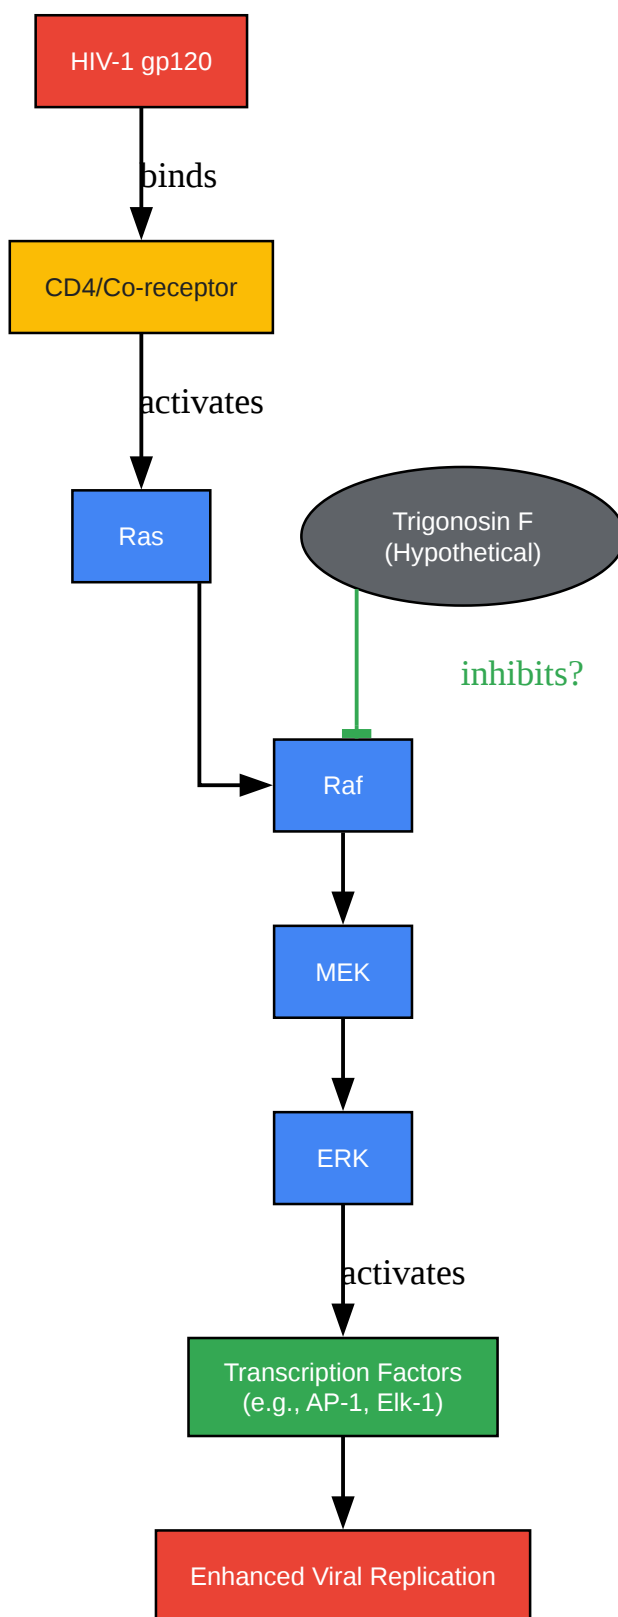 HIV-1 gp120
binds
CD4/Co-receptor
activates
Ras
Trigonosin F
(Hypothetical)
inhibits?
Raf
MEK
ERK
activates
Transcription Factors
(e.g., AP-1, Elk-1)
Enhanced Viral Replication